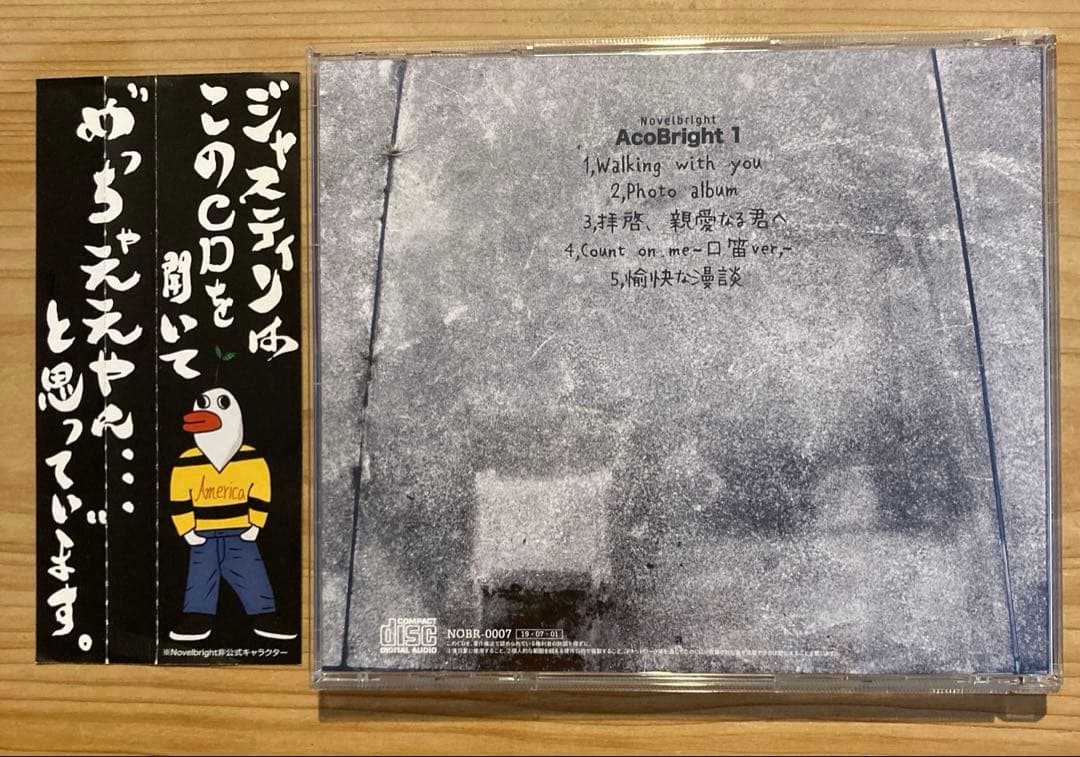 ジャスティンは
このCDを
聞いて
めっちゃええやん……
と思っています。
America
※Novelbright非公式キャラクター
Novelbright
AcoBright 1
1,Walking with you
2,Photo album
3,拝啓、親愛なる君へ
4,Count on me~口笛ver,~
5,愉快な漫談
COMPACT
disc
DIGITAL AUDIO
NOBR-0007 19・07・01